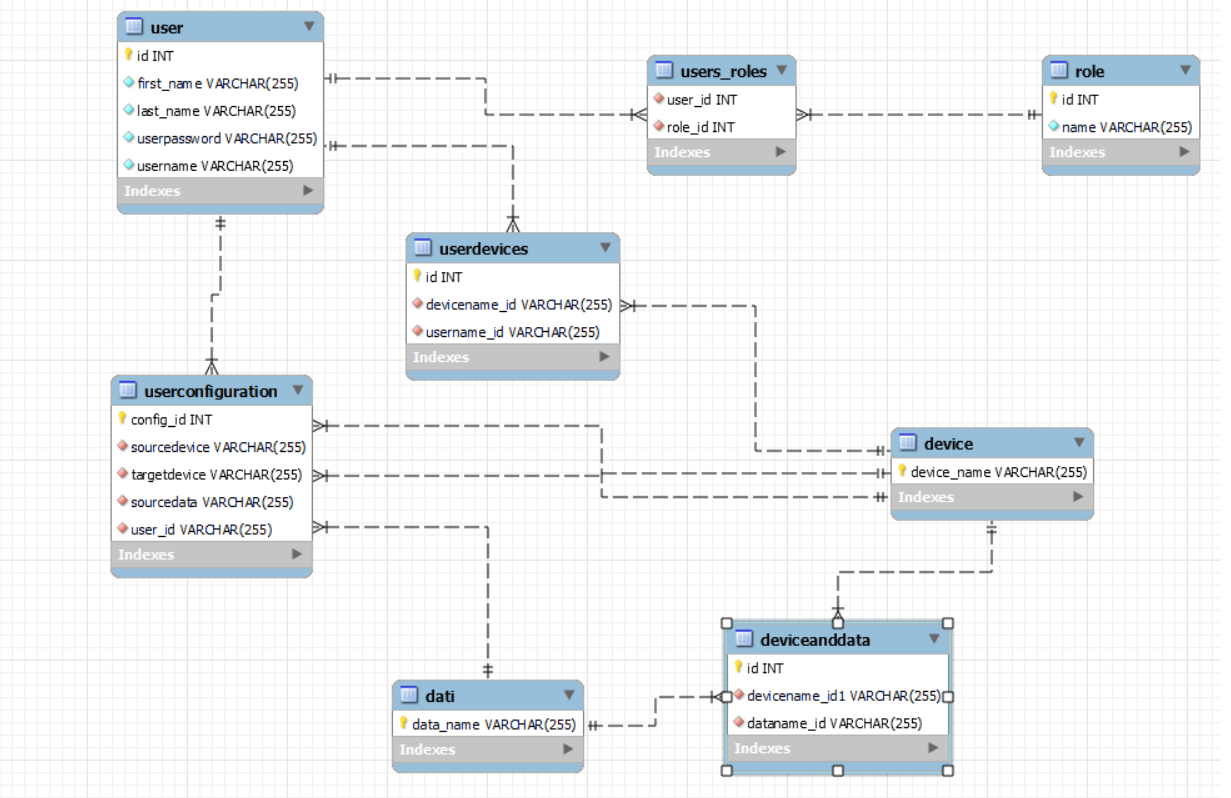 user
id INT
first_name VARCHAR(255)
last_name VARCHAR(255)
userpassword VARCHAR(255)
username VARCHAR(255)
Indexes
users_roles
user_id INT
role_id INT
Indexes
role
id INT
name VARCHAR(255)
Indexes
userdevices
id INT
devicename_id VARCHAR(255)
username_id VARCHAR(255)
Indexes
userconfiguration
config_id INT
sourcedevice VARCHAR(255)
targetdevice VARCHAR(255)
sourcedata VARCHAR(255)
user_id VARCHAR(255)
Indexes
device
device_name VARCHAR(255)
Indexes
deviceanddata
id INT
devicename_id1 VARCHAR(255)
dataname_id VARCHAR(255)
Indexes
dati
data_name VARCHAR(255)
Indexes